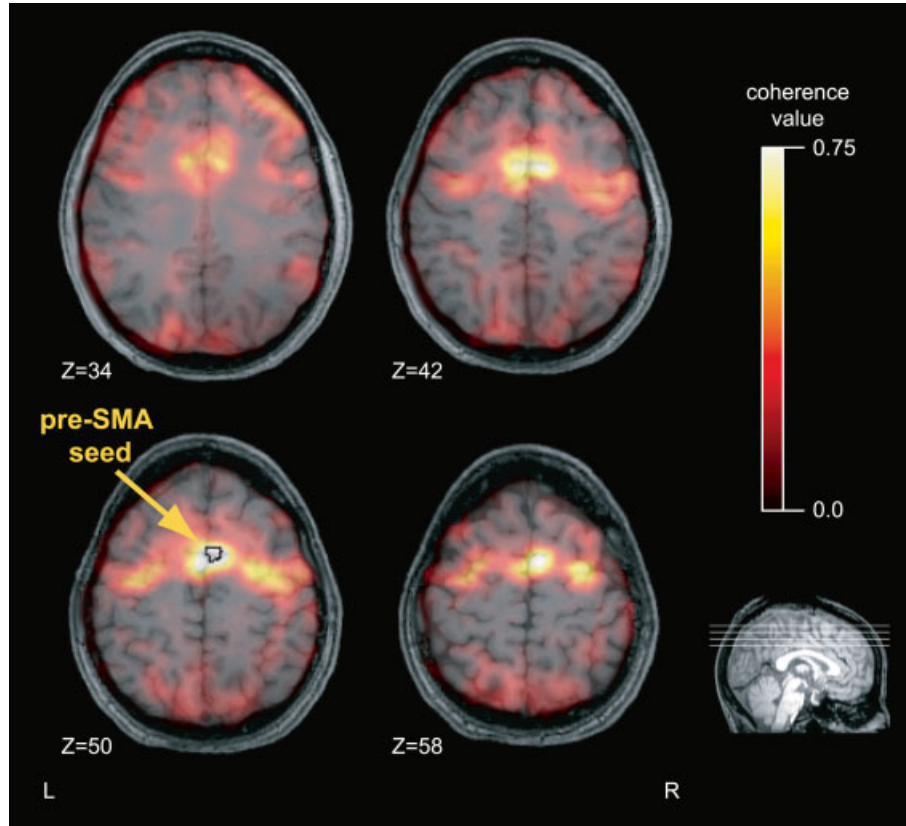 coherence
value
0.75
0.0
Z=34
Z=42
pre-SMA
seed
Z=50
Z=58
L
R